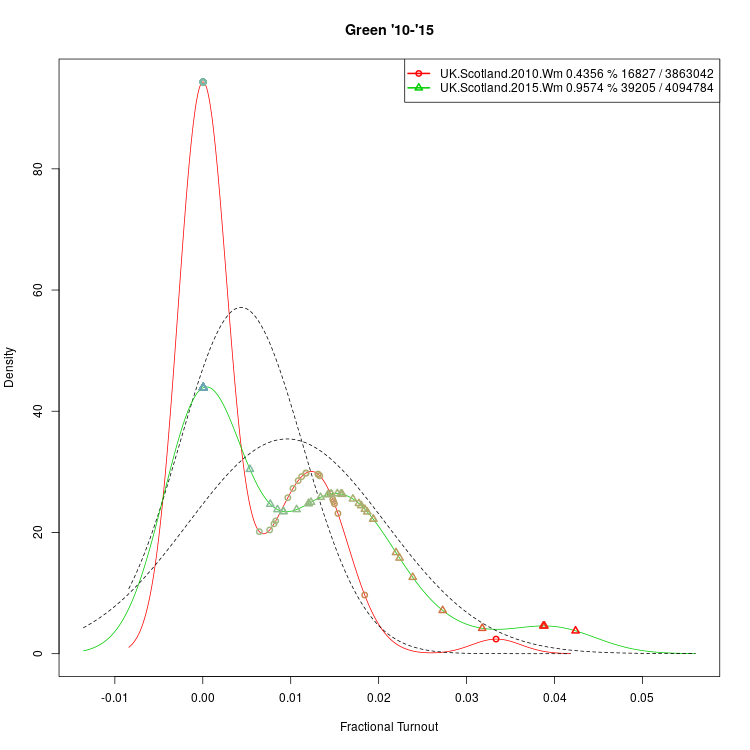 Green '10-'15
UK.Scotland.2010.Wm 0.4356 % 16827 / 3863042
UK.Scotland.2015.Wm 0.9574 % 39205 / 4094784
Density
80
60
40
20
0
-0.01 0.00 0.01 0.02 0.03 0.04 0.05
Fractional Turnout